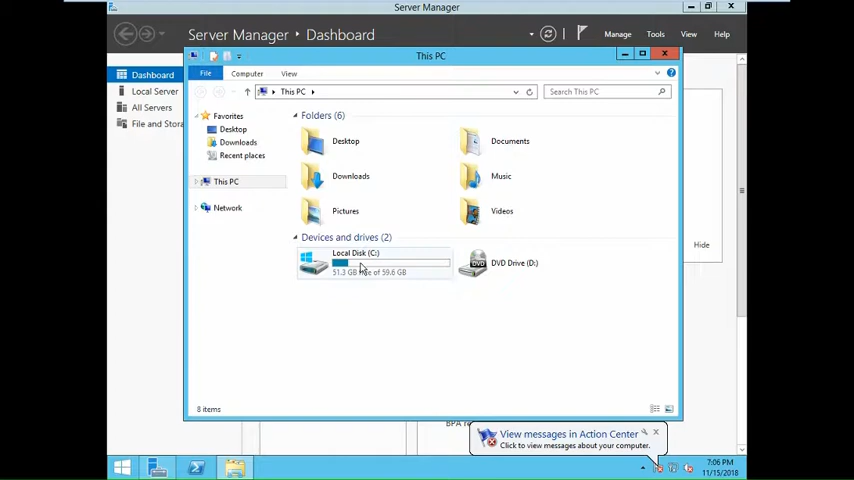 Server Manager
Server Manager Dashboard
Manage Tools View Help
This PC
File Computer View
This PC
Search This PC
Dashboard
Local Server
All Servers
File and Stora
Favorites
Desktop
Downloads
Recent places
This PC
Network
Folders (6)
Desktop
Documents
Downloads
Music
Pictures
Videos
Devices and drives (2)
Local Disk (C:)
51.3 GB free of 59.6 GB
DVD
DVD Drive (D:)
Hide
8 items
BPA
View messages in Action Center
Click to view messages about your computer.
7:06 PM
11/15/2018